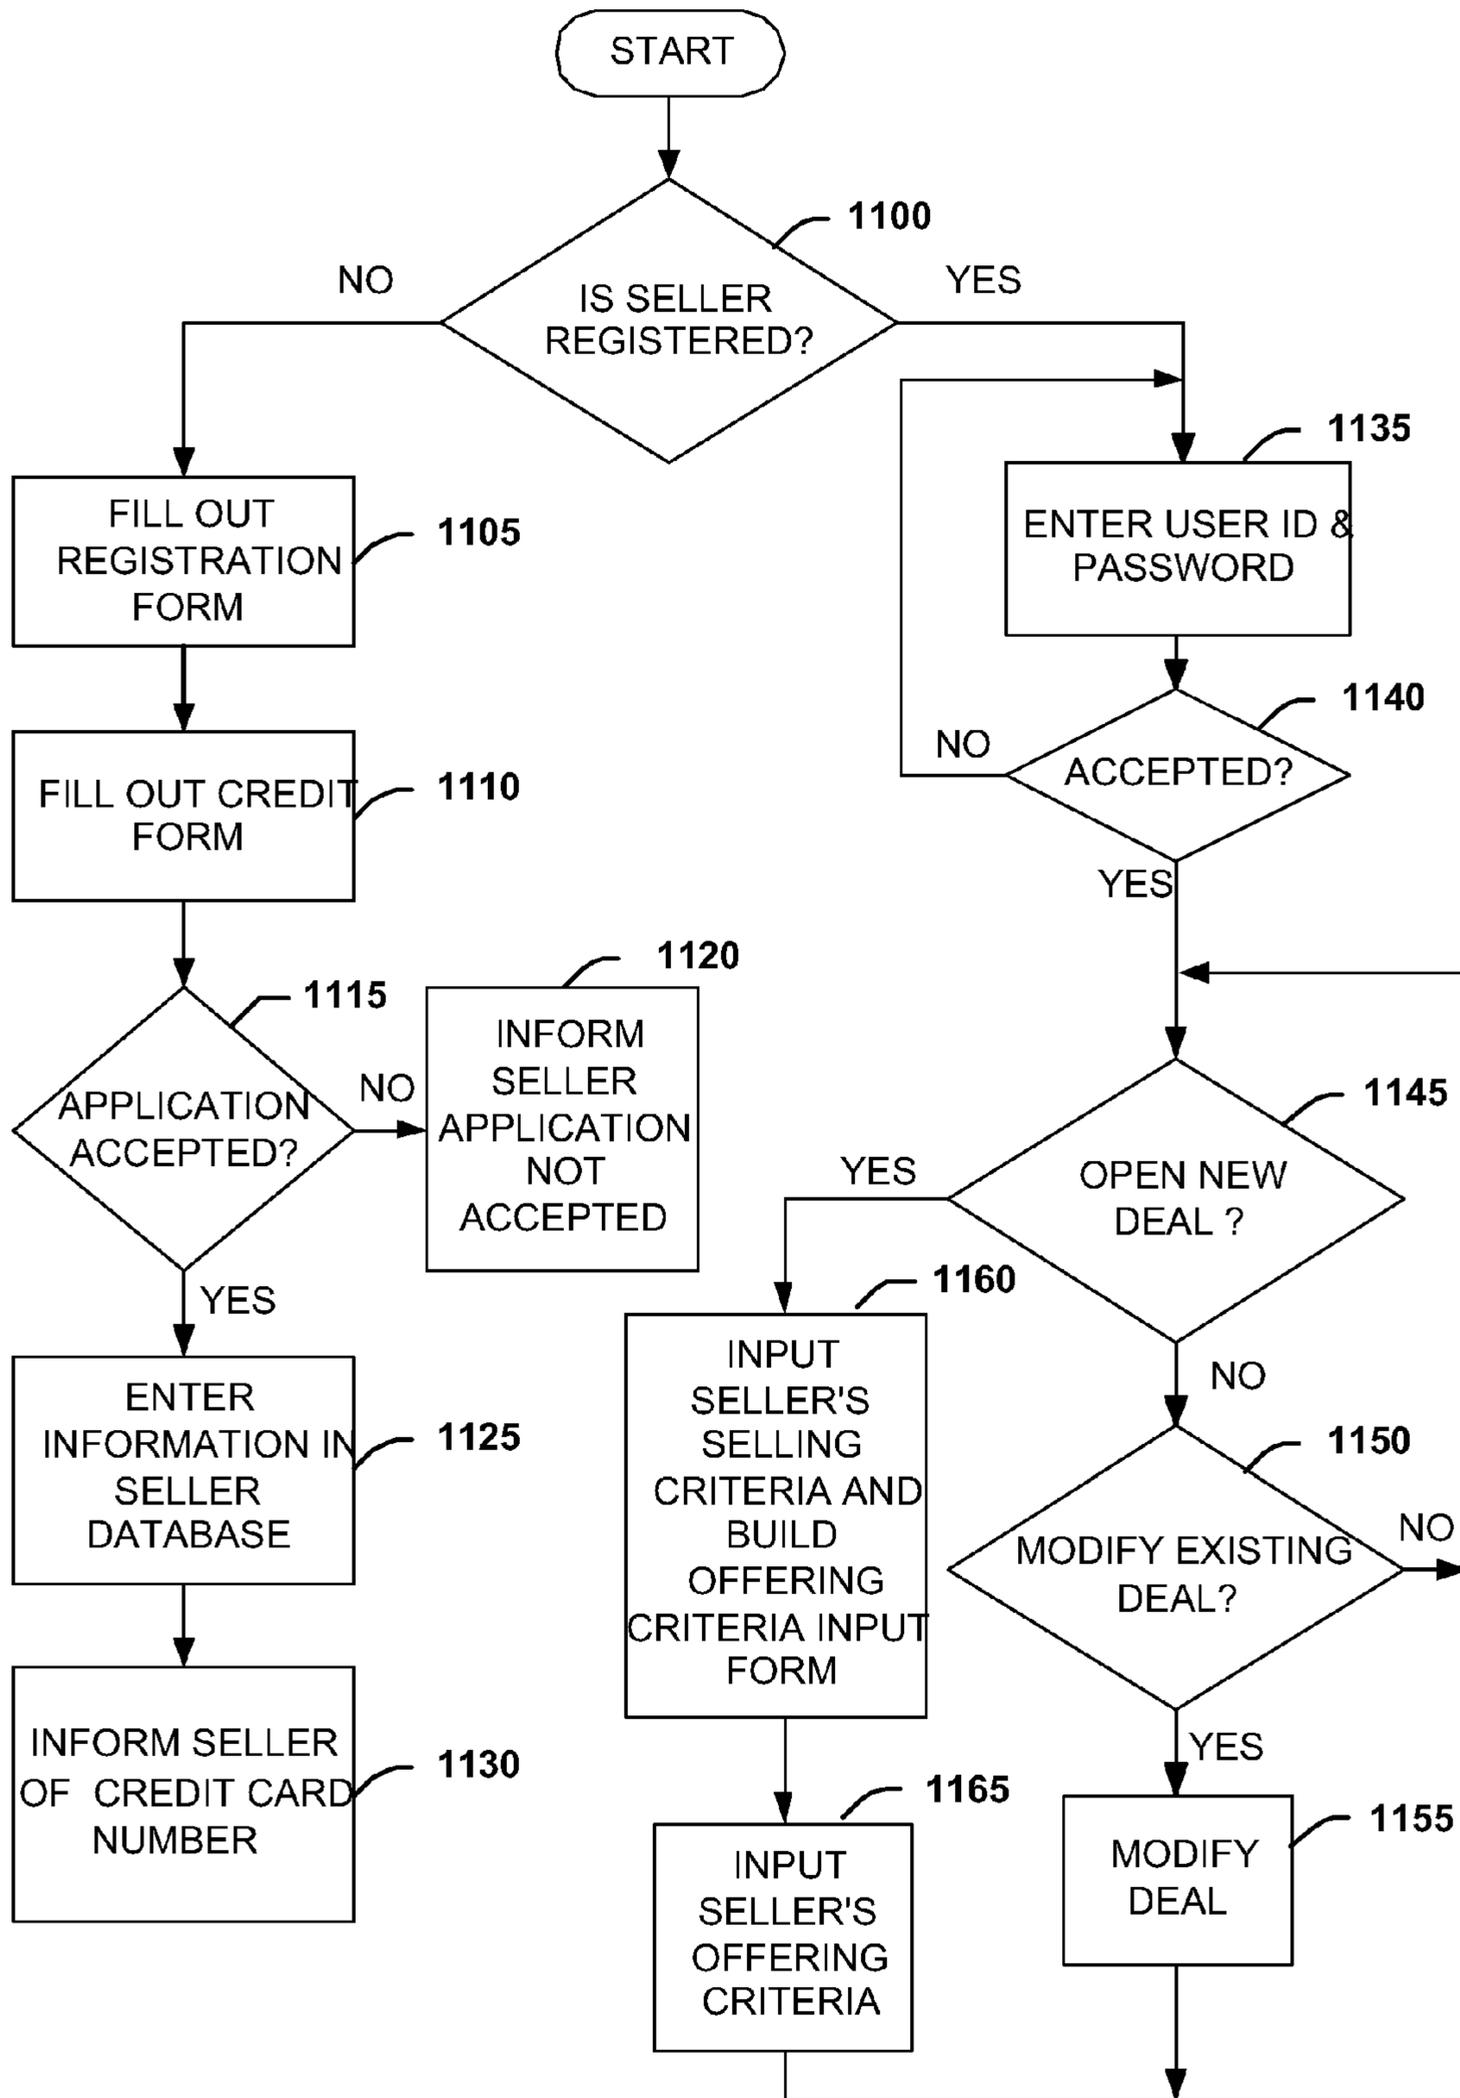 START
1100
NO
YES
IS SELLER
REGISTERED?
1135
FILL OUT
REGISTRATION
FORM
1105
ENTER USER ID &
PASSWORD
1140
NO
ACCEPTED?
FILL OUT CREDIT
FORM
1110
YES
1120
1115
INFORM
SELLER
APPLICATION
NOT
ACCEPTED
NO
APPLICATION
ACCEPTED?
1145
YES
OPEN NEW
DEAL ?
YES
1160
NO
ENTER
INFORMATION IN
SELLER
DATABASE
1125
INPUT
SELLER'S
SELLING
CRITERIA AND
BUILD
OFFERING
CRITERIA INPUT
FORM
1150
NO
MODIFY EXISTING
DEAL?
INFORM SELLER
OF CREDIT CARD
NUMBER
1130
YES
1165
1155
INPUT
SELLER'S
OFFERING
CRITERIA
MODIFY
DEAL